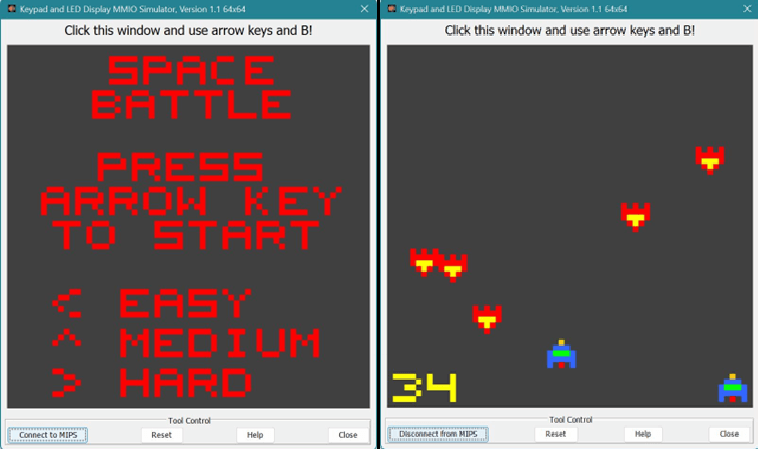 Keypad and LED Display MMIO Simulator, Version 1.1 64x64
Click this window and use arrow keys and B!
SPACE
BATTLE
PRESS
ARROW KEY
TO START
< EASY
^ MEDIUM
> HARD
Tool Control
Connect to MIPS Reset Help Close
Keypad and LED Display MMIO Simulator, Version 1.1 64x64
Click this window and use arrow keys and B!
34
Tool Control
Disconnect from MIPS Reset Help Close